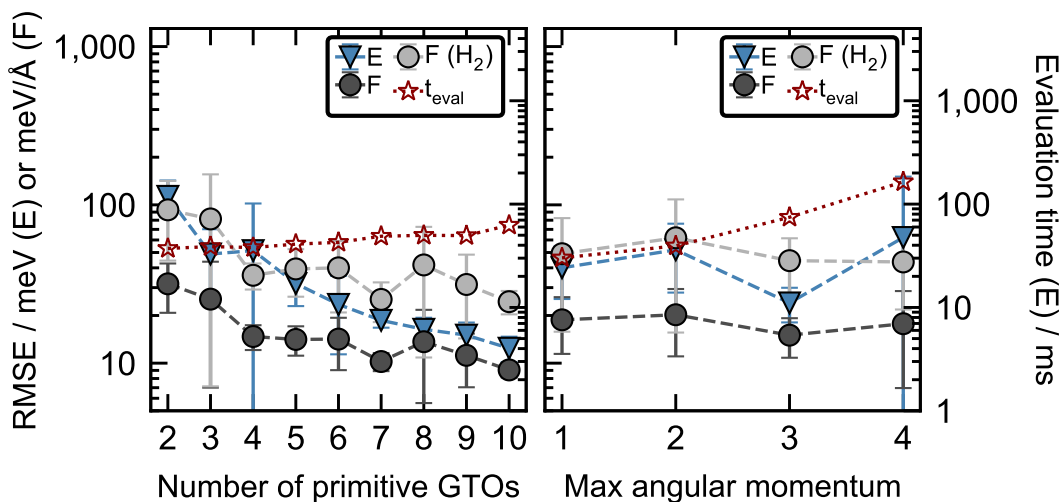 RMSE / meV (E) or meV/Å (F)
1,000
100
10
E
F (H₂)
F
t_eval
2 3 4 5 6 7 8 9 10
Number of primitive GTOs
E
F (H₂)
F
t_eval
1 2 3 4
Max angular momentum
1,000
100
10
1
Evaluation time (E) / ms